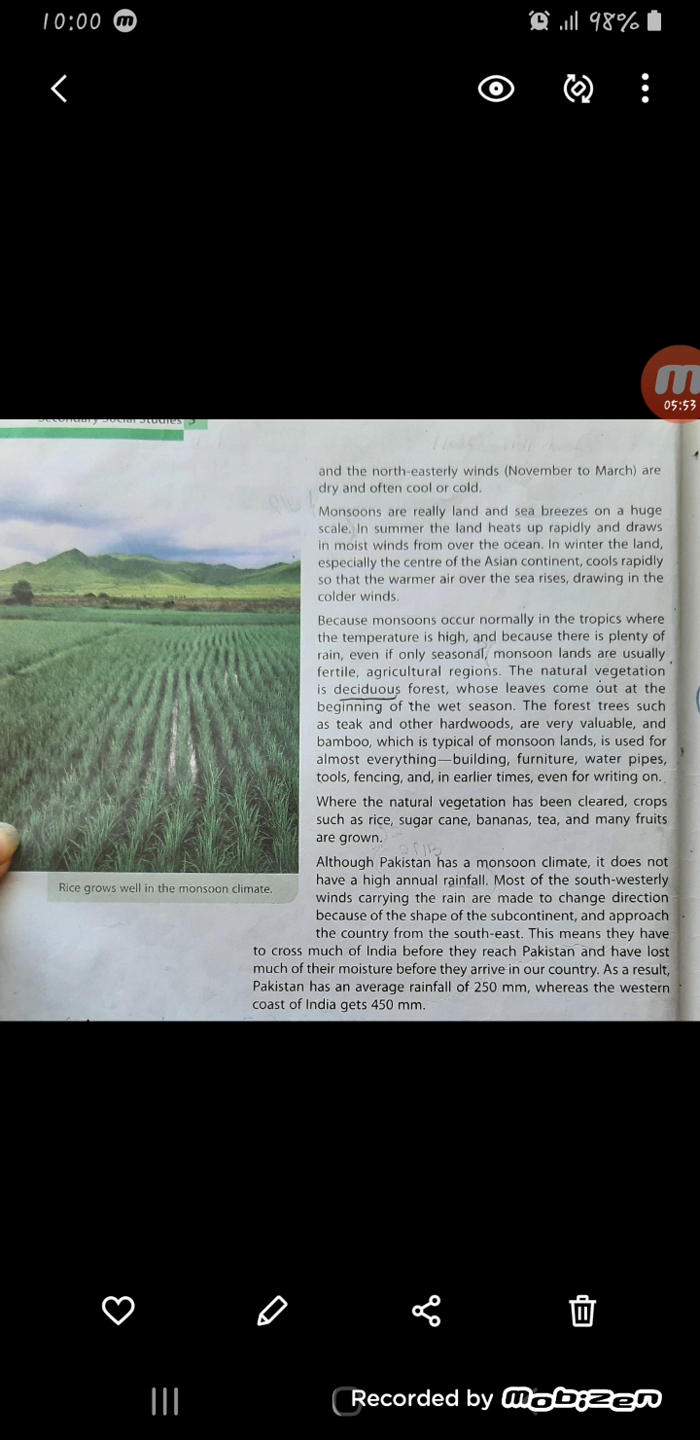 10:00 m 98%
m
05:53
Secondary Social Studies 3
and the north-easterly winds (November to March) are
dry and often cool or cold.
Monsoons are really land and sea breezes on a huge
scale. In summer the land heats up rapidly and draws
in moist winds from over the ocean. In winter the land,
especially the centre of the Asian continent, cools rapidly
so that the warmer air over the sea rises, drawing in the
colder winds.
Because monsoons occur normally in the tropics where
the temperature is high, and because there is plenty of
rain, even if only seasonal, monsoon lands are usually
fertile, agricultural regions. The natural vegetation
is deciduous forest, whose leaves come out at the
beginning of the wet season. The forest trees such
as teak and other hardwoods, are very valuable, and
bamboo, which is typical of monsoon lands, is used for
almost everything—building, furniture, water pipes,
tools, fencing, and, in earlier times, even for writing on.
Where the natural vegetation has been cleared, crops
such as rice, sugar cane, bananas, tea, and many fruits
are grown.
Rice grows well in the monsoon climate.
Although Pakistan has a monsoon climate, it does not
have a high annual rainfall. Most of the south-westerly
winds carrying the rain are made to change direction
because of the shape of the subcontinent, and approach
the country from the south-east. This means they have
to cross much of India before they reach Pakistan and have lost
much of their moisture before they arrive in our country. As a result,
Pakistan has an average rainfall of 250 mm, whereas the western
coast of India gets 450 mm.
Recorded by Mobizen